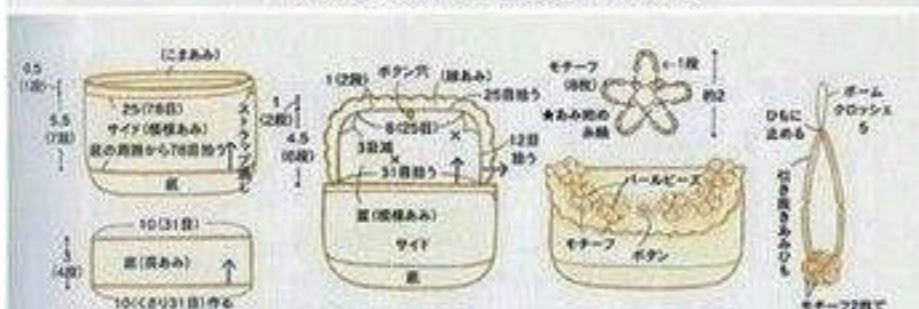 (こまあみ)
0.5
(1段)
5.5
(7段)
25(78目)
サイド(模様あみ)
底の周囲から78目拾う
ストラップ通し
底
10(31目)
底(長あみ)
3
(4段)
10(くさり31目)作る
1(2段)
ボタン穴
(縁あみ)
25目拾う
1
(2段)
4.5
(6段)
8(25目)
3目減
12目
拾う
31目拾う
蓋(模様あみ)
サイド
底
モチーフ
(8枚)
1段
約2
★あみ始め
糸輪
パールビーズ
モチーフ
ボタン
ひもに
止める
ボーム
クロッシェ
5
引き抜きあみひも
モチーフ2枚で